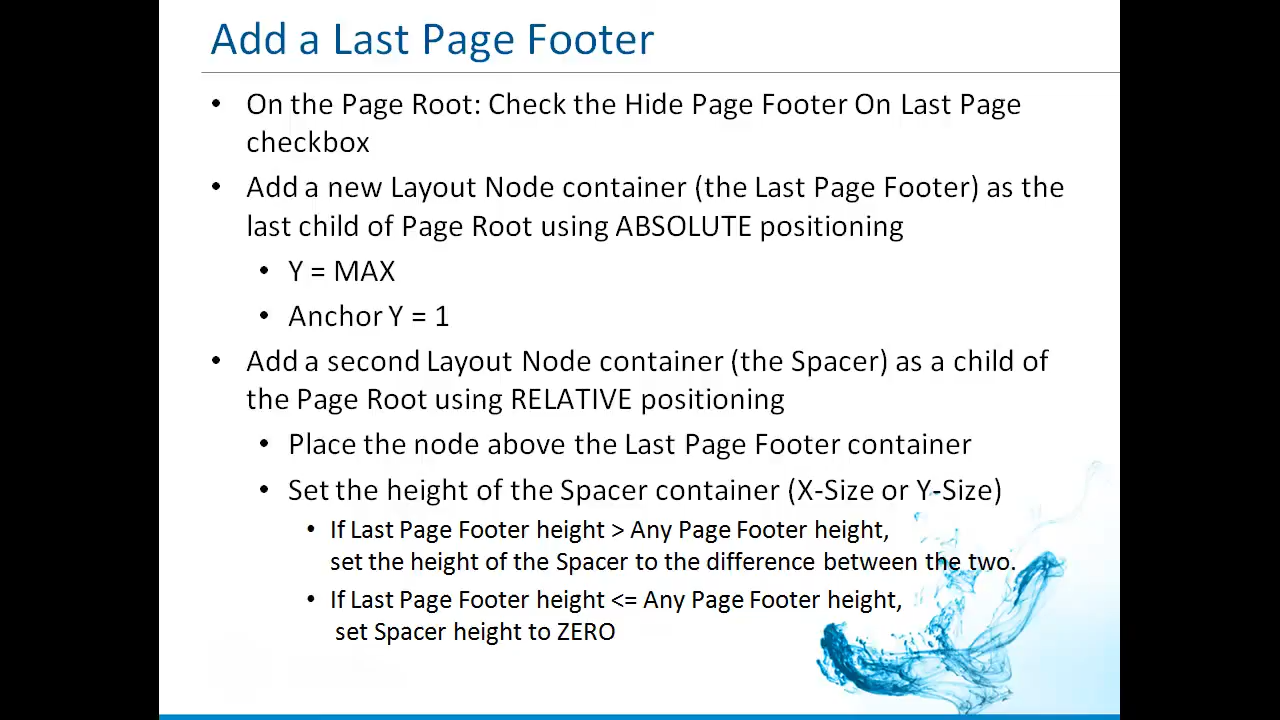 Add a Last Page Footer
• On the Page Root: Check the Hide Page Footer On Last Page
checkbox
• Add a new Layout Node container (the Last Page Footer) as the
last child of Page Root using ABSOLUTE positioning
• Y = MAX
• Anchor Y = 1
• Add a second Layout Node container (the Spacer) as a child of
the Page Root using RELATIVE positioning
• Place the node above the Last Page Footer container
• Set the height of the Spacer container (X-Size or Y-Size)
• If Last Page Footer height > Any Page Footer height,
set the height of the Spacer to the difference between the two.
• If Last Page Footer height <= Any Page Footer height,
set Spacer height to ZERO